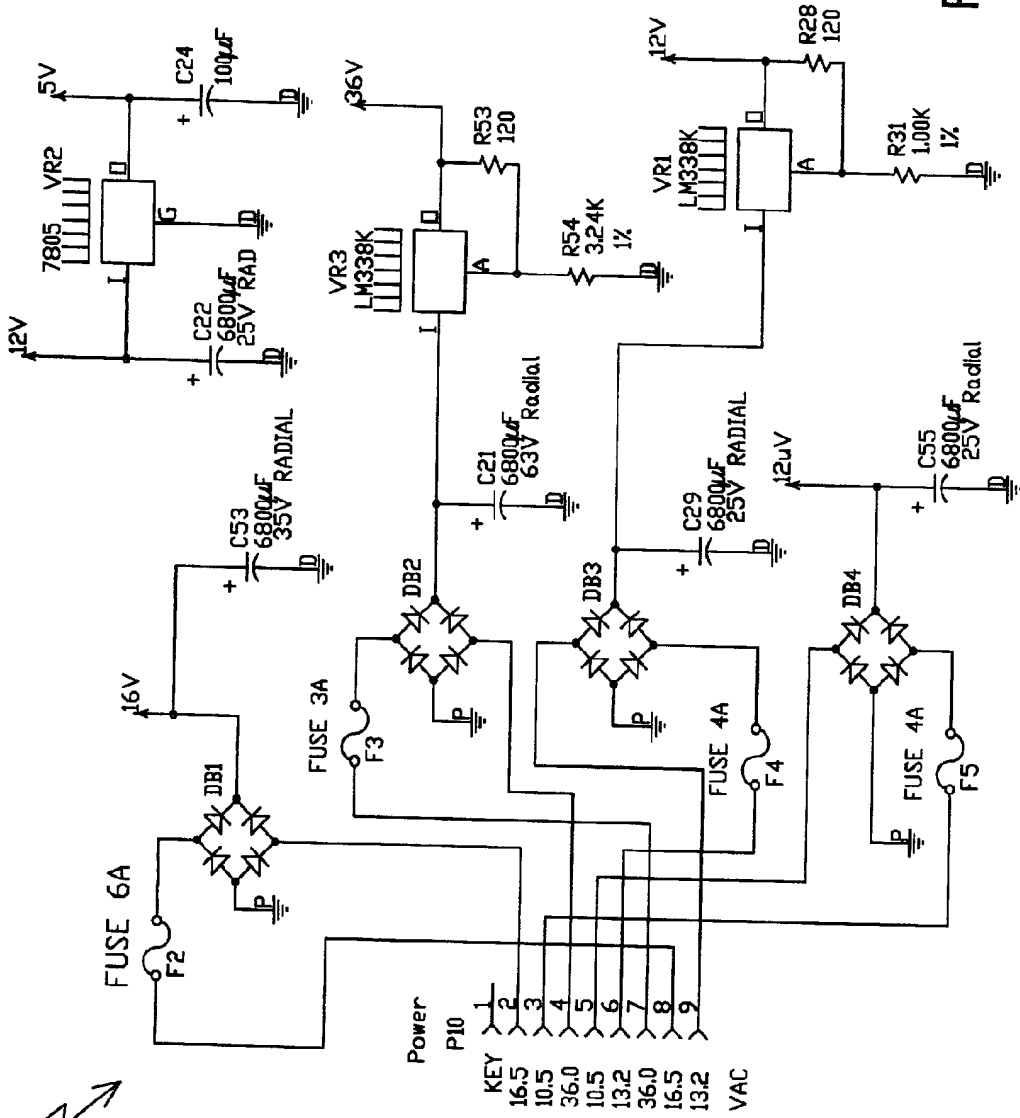 12V
7805 VR2
I
O
G
5V
C22
6800µF
25V RAD
+
D
D
C24
100µF
+
D
16V
C53
6800µF
35V RADIAL
+
D
VR3
LM338K
I
O
A
36V
R53
120
R54
3.24K
1%
D
FUSE 6A
F2
DB1
P
FUSE 3A
F3
DB2
P
C21
6800µF
63V Radial
+
D
VR1
LM338K
I
O
A
12V
R28
120
R31
1.00K
1%
D
DB3
P
FUSE 4A
F4
C29
6800µF
25V RADIAL
+
D
12uV
DB4
P
FUSE 4A
F5
C55
6800µF
25V Radial
+
D
Power
P10
KEY 1
16.5 2
10.5 3
36.0 4
10.5 5
13.2 6
36.0 7
16.5 8
13.2 9
VAC